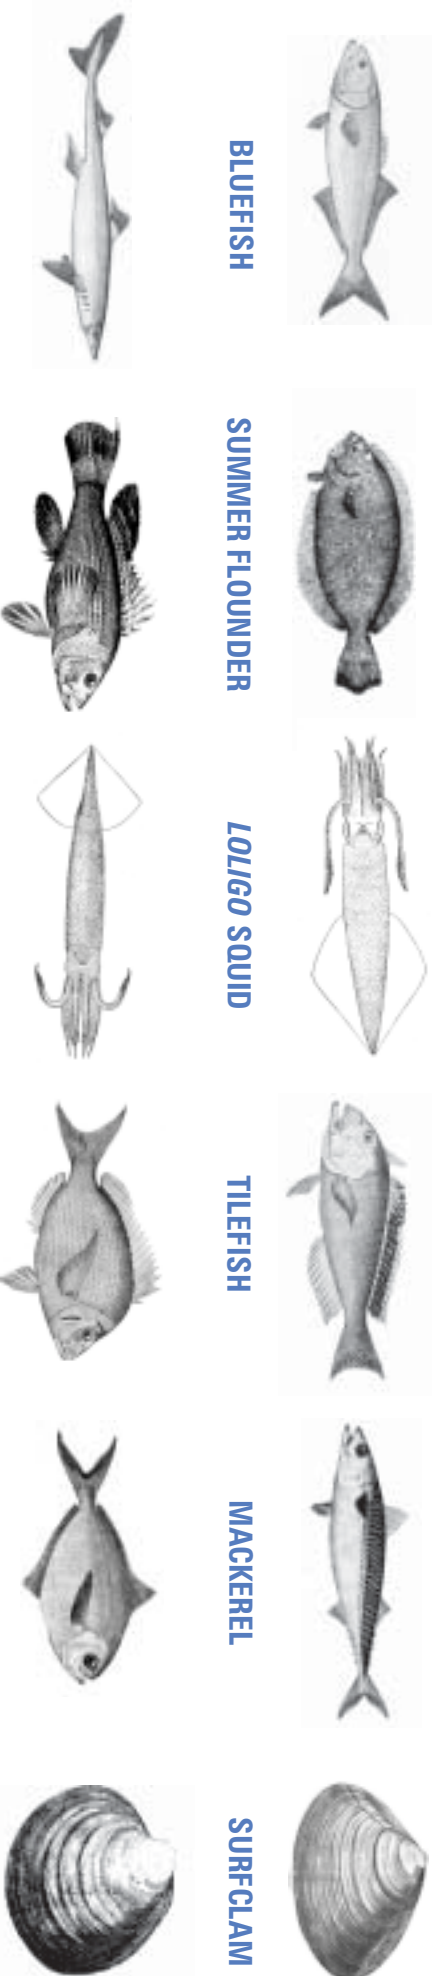 BLUEFISH
SUMMER FLOUNDER
LOLIGO SQUID
TILEFISH
MACKEREL
SURFCLAM